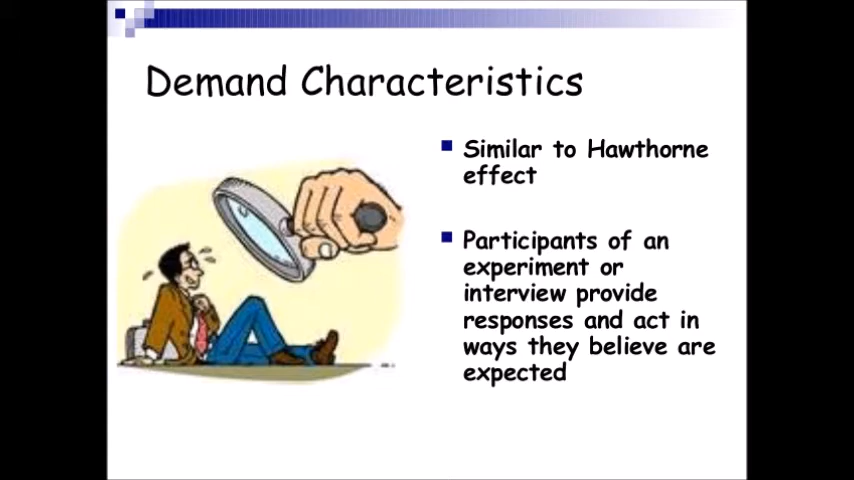 Demand Characteristics
Similar to Hawthorne
effect
Participants of an
experiment or
interview provide
responses and act in
ways they believe are
expected